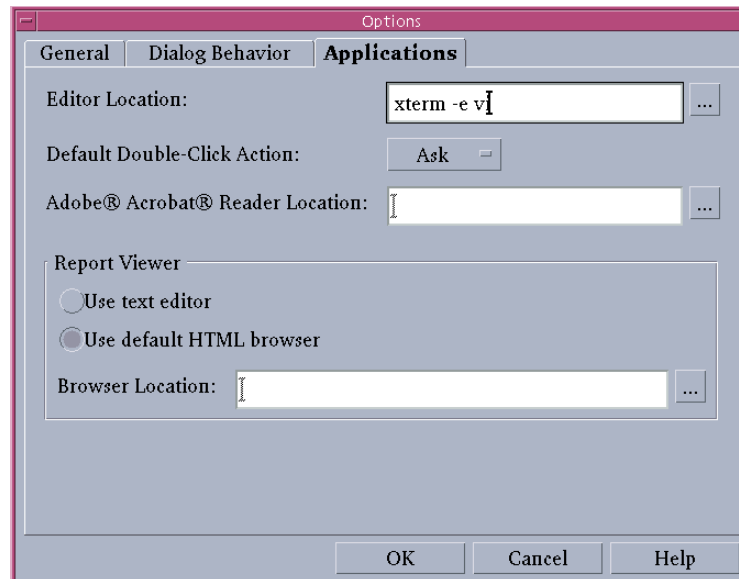 Options
General Dialog Behavior Applications
Editor Location: xterm -e vi ...
Default Double-Click Action: Ask
Adobe® Acrobat® Reader Location: ...
Report Viewer
Use text editor
Use default HTML browser
Browser Location: ...
OK Cancel Help